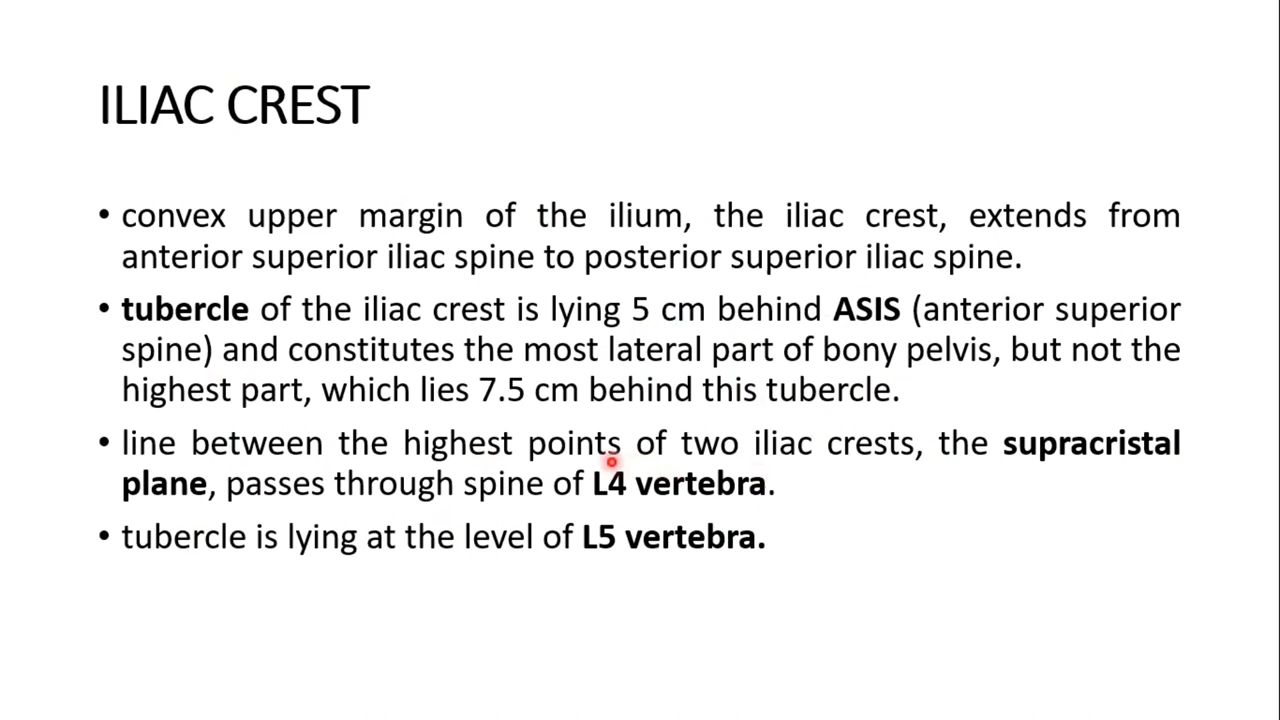 ILIAC CREST
• convex upper margin of the ilium, the iliac crest, extends from
anterior superior iliac spine to posterior superior iliac spine.
• tubercle of the iliac crest is lying 5 cm behind ASIS (anterior superior
spine) and constitutes the most lateral part of bony pelvis, but not the
highest part, which lies 7.5 cm behind this tubercle.
• line between the highest points of two iliac crests, the supracristal
plane, passes through spine of L4 vertebra.
• tubercle is lying at the level of L5 vertebra.